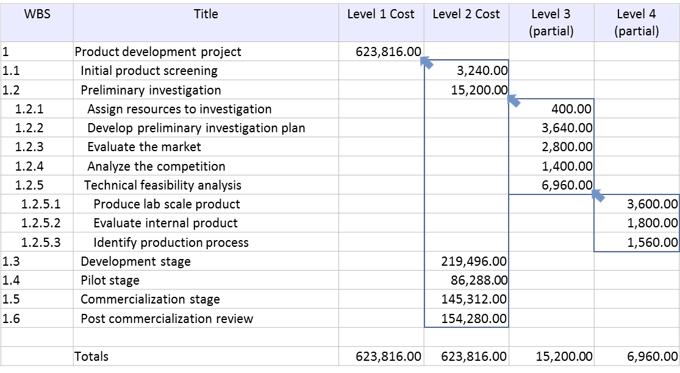 WBS Title Level 1 Cost Level 2 Cost Level 3 (partial) Level 4 (partial)
1 Product development project 623,816.00
1.1 Initial product screening 3,240.00
1.2 Preliminary investigation 15,200.00
1.2.1 Assign resources to investigation 400.00
1.2.2 Develop preliminary investigation plan 3,640.00
1.2.3 Evaluate the market 2,800.00
1.2.4 Analyze the competition 1,400.00
1.2.5 Technical feasibility analysis 6,960.00
1.2.5.1 Produce lab scale product 3,600.00
1.2.5.2 Evaluate internal product 1,800.00
1.2.5.3 Identify production process 1,560.00
1.3 Development stage 219,496.00
1.4 Pilot stage 86,288.00
1.5 Commercialization stage 145,312.00
1.6 Post commercialization review 154,280.00
Totals 623,816.00 623,816.00 15,200.00 6,960.00